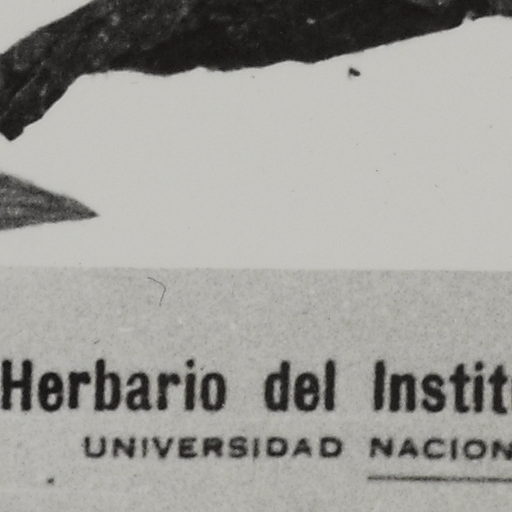 Herbario del Instit
UNIVERSIDAD NACION